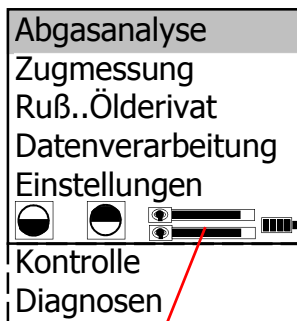 Abgasanalyse
Zugmessung
Ruß..Ölderivat
Datenverarbeitung
Einstellungen
Kontrolle
Diagnosen